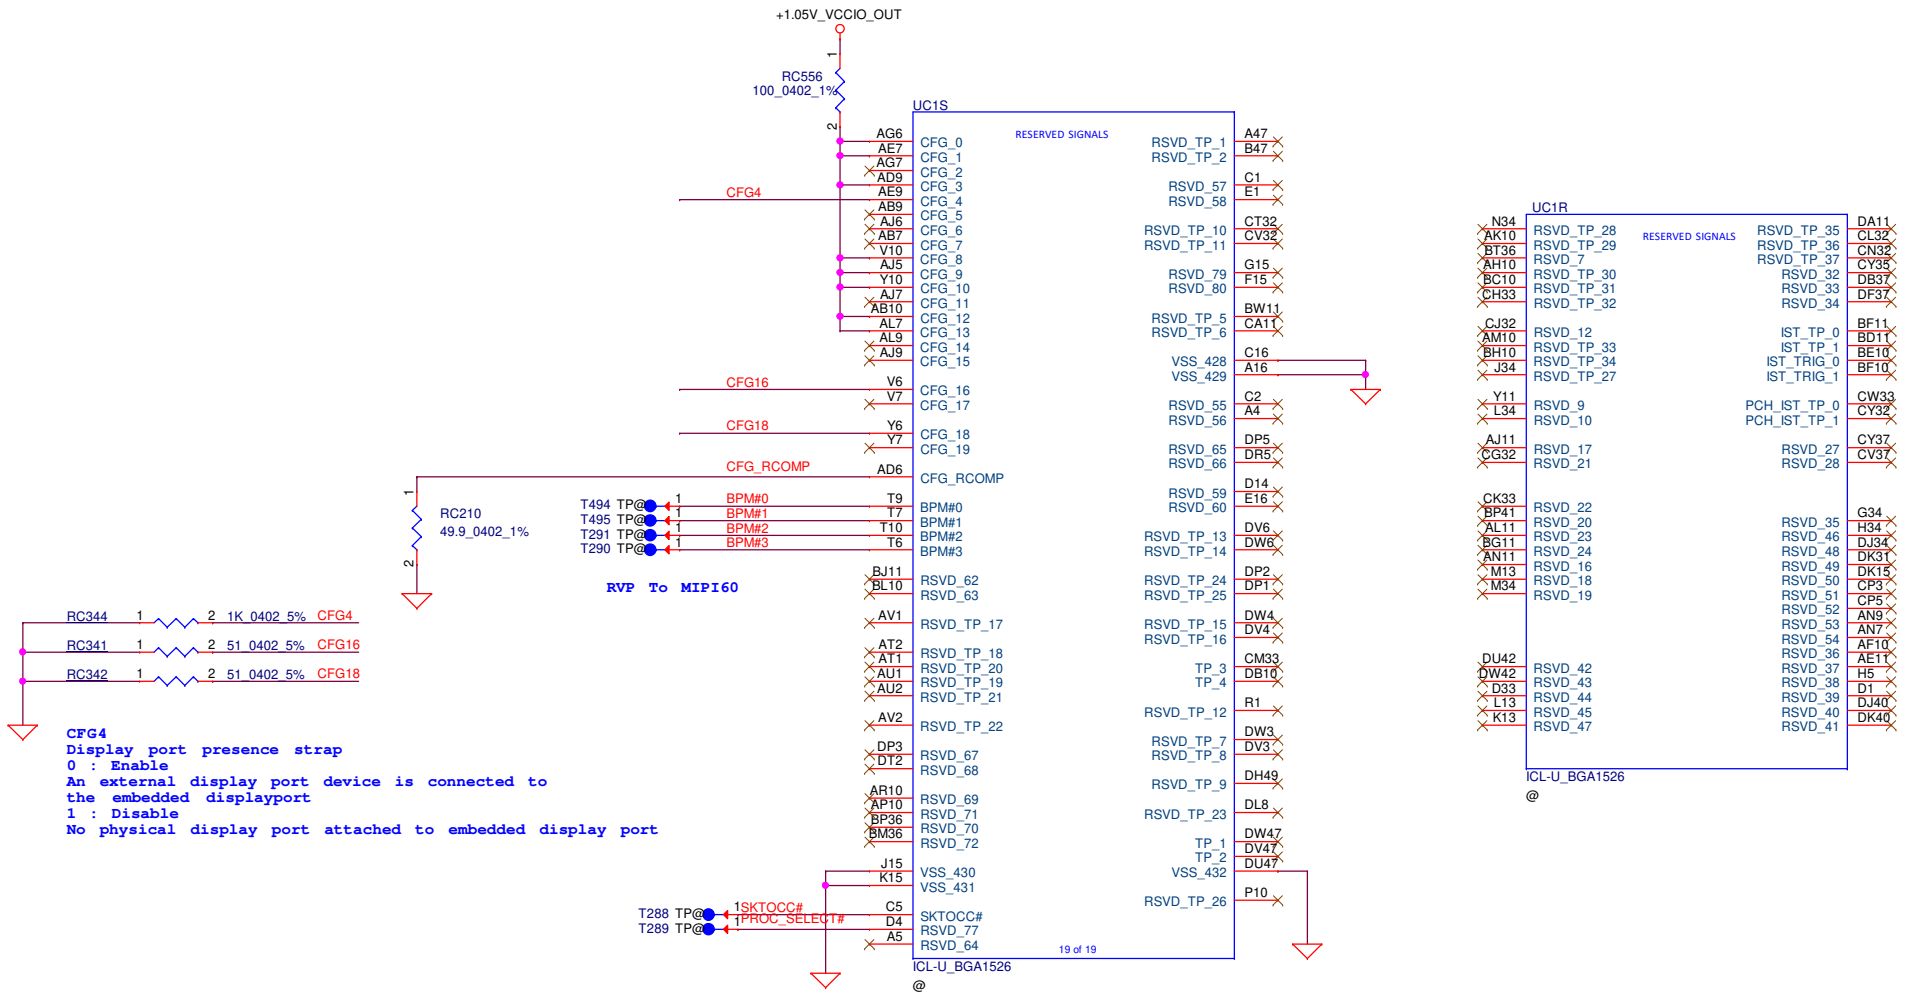 +1.05V_VCCIO_OUT
1
RC556
100_0402_1%
2
UC1S
RESERVED SIGNALS
AG6 CFG_0
AE7 CFG_1
AG7 CFG_2
AD9 CFG_3
CFG4 AE9 CFG_4
AB9 CFG_5
AJ6 CFG_6
AB7 CFG_7
V10 CFG_8
AJ5 CFG_9
Y10 CFG_10
AJ7 CFG_11
AB10 CFG_12
AL7 CFG_13
AL9 CFG_14
AJ9 CFG_15
CFG16 V6 CFG_16
V7 CFG_17
CFG18 Y6 CFG_18
Y7 CFG_19
CFG_RCOMP AD6 CFG_RCOMP
1
RC210
49.9_0402_1%
2
T494 TP@ 1 BPM#0 T9 BPM#0
T495 TP@ 1 BPM#1 T7 BPM#1
T291 TP@ 1 BPM#2 T10 BPM#2
T290 TP@ 1 BPM#3 T6 BPM#3
RVP To MIPI60
BJ11 RSVD_62
BL10 RSVD_63
AV1 RSVD_TP_17
AT2 RSVD_TP_18
AT1 RSVD_TP_20
AU1 RSVD_TP_19
AU2 RSVD_TP_21
AV2 RSVD_TP_22
DP3 RSVD_67
DT2 RSVD_68
AR10 RSVD_69
AP10 RSVD_71
BP36 RSVD_70
BM36 RSVD_72
J15 VSS_430
K15 VSS_431
T288 TP@ 1 SKTOCC# C5 SKTOCC#
T289 TP@ 1 PROC_SELECT# D4 RSVD_77
A5 RSVD_64
RSVD_TP_1 A47
RSVD_TP_2 B47
RSVD_57 C1
RSVD_58 E1
RSVD_TP_10 CT32
RSVD_TP_11 CV32
RSVD_79 G15
RSVD_80 F15
RSVD_TP_5 BW11
RSVD_TP_6 CA11
VSS_428 C16
VSS_429 A16
RSVD_55 C2
RSVD_56 A4
RSVD_65 DP5
RSVD_66 DR5
RSVD_59 D14
RSVD_60 E16
RSVD_TP_13 DV6
RSVD_TP_14 DW6
RSVD_TP_24 DP2
RSVD_TP_25 DP1
RSVD_TP_15 DW4
RSVD_TP_16 DV4
TP_3 CM33
TP_4 DB10
RSVD_TP_12 R1
RSVD_TP_7 DW3
RSVD_TP_8 DV3
RSVD_TP_9 DH49
RSVD_TP_23 DL8
TP_1 DW47
TP_2 DV47
VSS_432 DU47
RSVD_TP_26 P10
19 of 19
ICL-U_BGA1526
@
RC344 1 2 1K_0402_5% CFG4
RC341 1 2 51_0402_5% CFG16
RC342 1 2 51_0402_5% CFG18
CFG4
Display port presence strap
0 : Enable
An external display port device is connected to
the embedded displayport
1 : Disable
No physical display port attached to embedded display port
UC1R
RESERVED SIGNALS
N34 RSVD_TP_28
AK10 RSVD_TP_29
BT36 RSVD_7
AH10 RSVD_TP_30
BC10 RSVD_TP_31
CH33 RSVD_TP_32
CJ32 RSVD_12
AM10 RSVD_TP_33
BH10 RSVD_TP_34
J34 RSVD_TP_27
Y11 RSVD_9
L34 RSVD_10
AJ11 RSVD_17
CG32 RSVD_21
CK33 RSVD_22
BP41 RSVD_20
AL11 RSVD_23
BG11 RSVD_24
AN11 RSVD_16
M13 RSVD_18
M34 RSVD_19
DU42 RSVD_42
DW42 RSVD_43
D33 RSVD_44
L13 RSVD_45
K13 RSVD_47
RSVD_TP_35 DA11
RSVD_TP_36 CL32
RSVD_TP_37 CN32
RSVD_32 CY35
RSVD_33 DB37
RSVD_34 DF37
IST_TP_0 BF11
IST_TP_1 BD11
IST_TRIG_0 BE10
IST_TRIG_1 BF10
PCH_IST_TP_0 CW33
PCH_IST_TP_1 CY32
RSVD_27 CY37
RSVD_28 CV37
RSVD_35 G34
RSVD_46 H34
RSVD_48 DJ34
RSVD_49 DK31
RSVD_50 DK15
RSVD_51 CP3
RSVD_52 CP5
RSVD_53 AN9
RSVD_54 AN7
RSVD_36 AF10
RSVD_37 AE11
RSVD_38 H5
RSVD_39 D1
RSVD_40 DJ40
RSVD_41 DK40
ICL-U_BGA1526
@